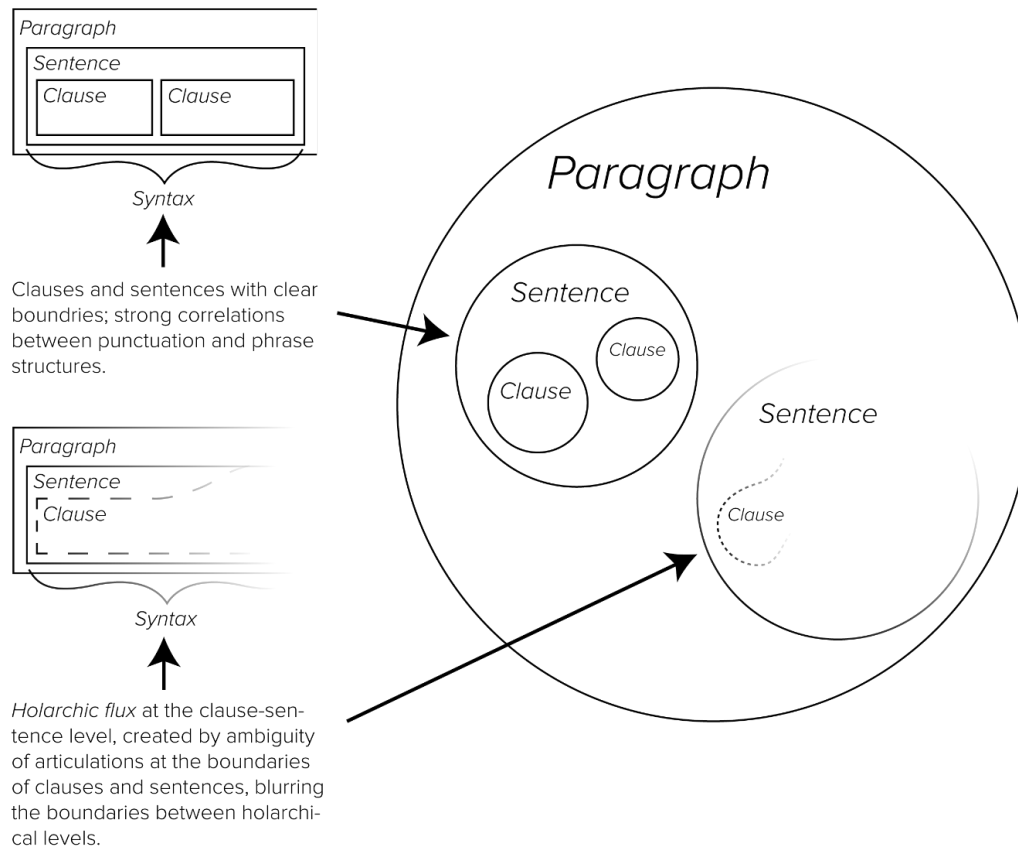 Paragraph
Sentence
Clause
Clause
Syntax
Clauses and sentences with clear
boundries; strong correlations
between punctuation and phrase
structures.
Paragraph
Sentence
Clause
Syntax
Holarchic flux at the clause-sen-
tence level, created by ambiguity
of articulations at the boundaries
of clauses and sentences, blurring
the boundaries between holarchi-
cal levels.
Paragraph
Sentence
Clause
Clause
Sentence
Clause